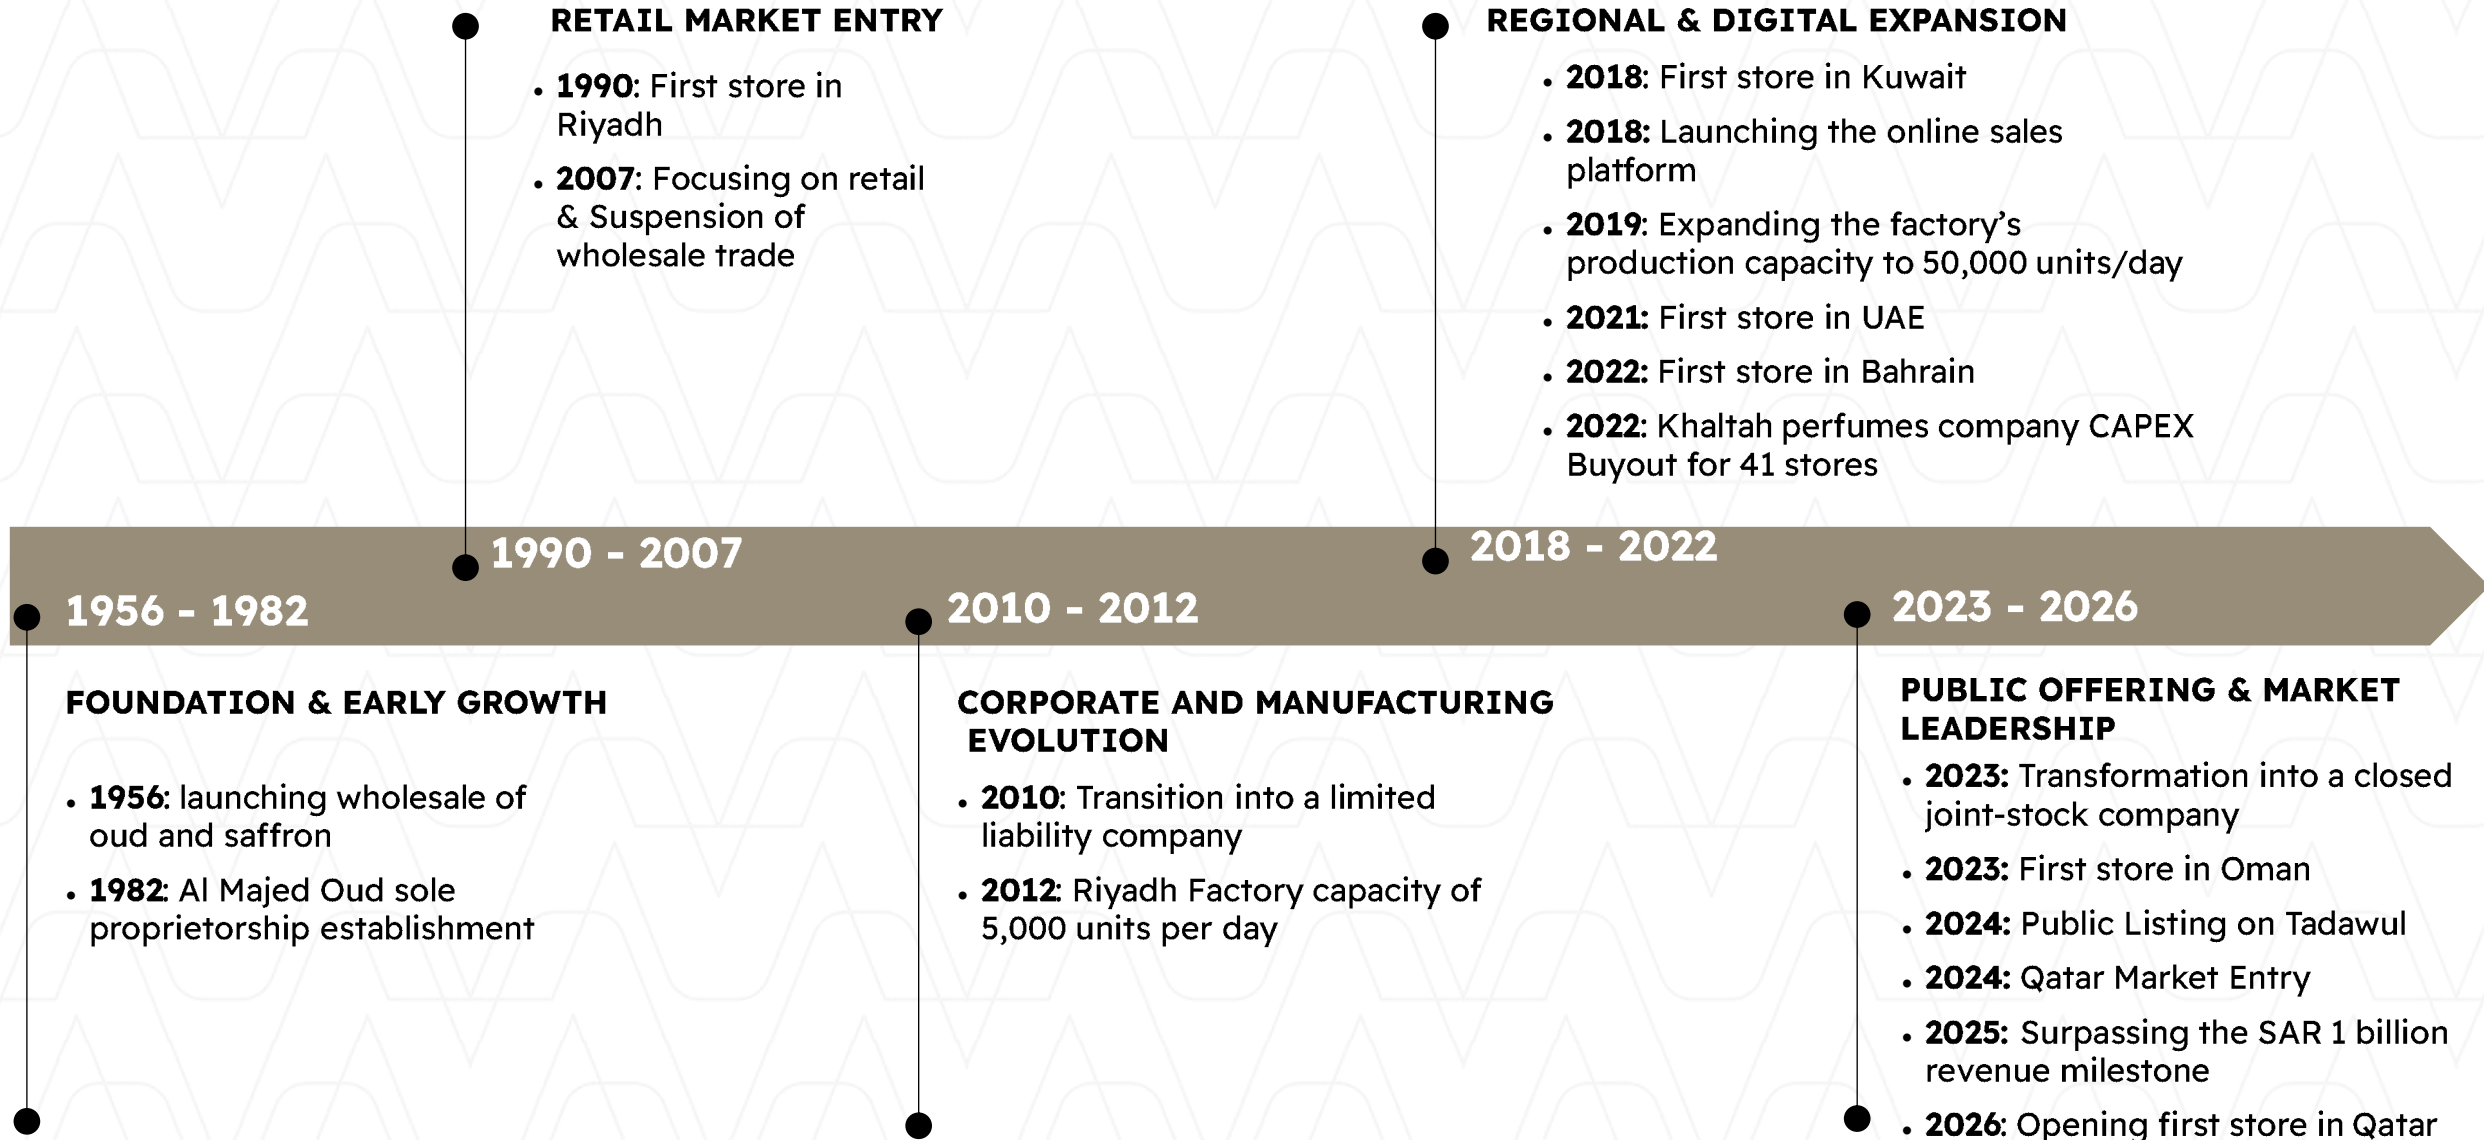 RETAIL MARKET ENTRY
• 1990: First store in
Riyadh
• 2007: Focusing on retail
& Suspension of
wholesale trade
REGIONAL & DIGITAL EXPANSION
• 2018: First store in Kuwait
• 2018: Launching the online sales
platform
• 2019: Expanding the factory’s
production capacity to 50,000 units/day
• 2021: First store in UAE
• 2022: First store in Bahrain
• 2022: Khaltah perfumes company CAPEX
Buyout for 41 stores
1990 - 2007
2018 - 2022
1956 - 1982
2010 - 2012
2023 - 2026
FOUNDATION & EARLY GROWTH
• 1956: launching wholesale of
oud and saffron
• 1982: Al Majed Oud sole
proprietorship establishment
CORPORATE AND MANUFACTURING
EVOLUTION
• 2010: Transition into a limited
liability company
• 2012: Riyadh Factory capacity of
5,000 units per day
PUBLIC OFFERING & MARKET
LEADERSHIP
• 2023: Transformation into a closed
joint-stock company
• 2023: First store in Oman
• 2024: Public Listing on Tadawul
• 2024: Qatar Market Entry
• 2025: Surpassing the SAR 1 billion
revenue milestone
• 2026: Opening first store in Qatar